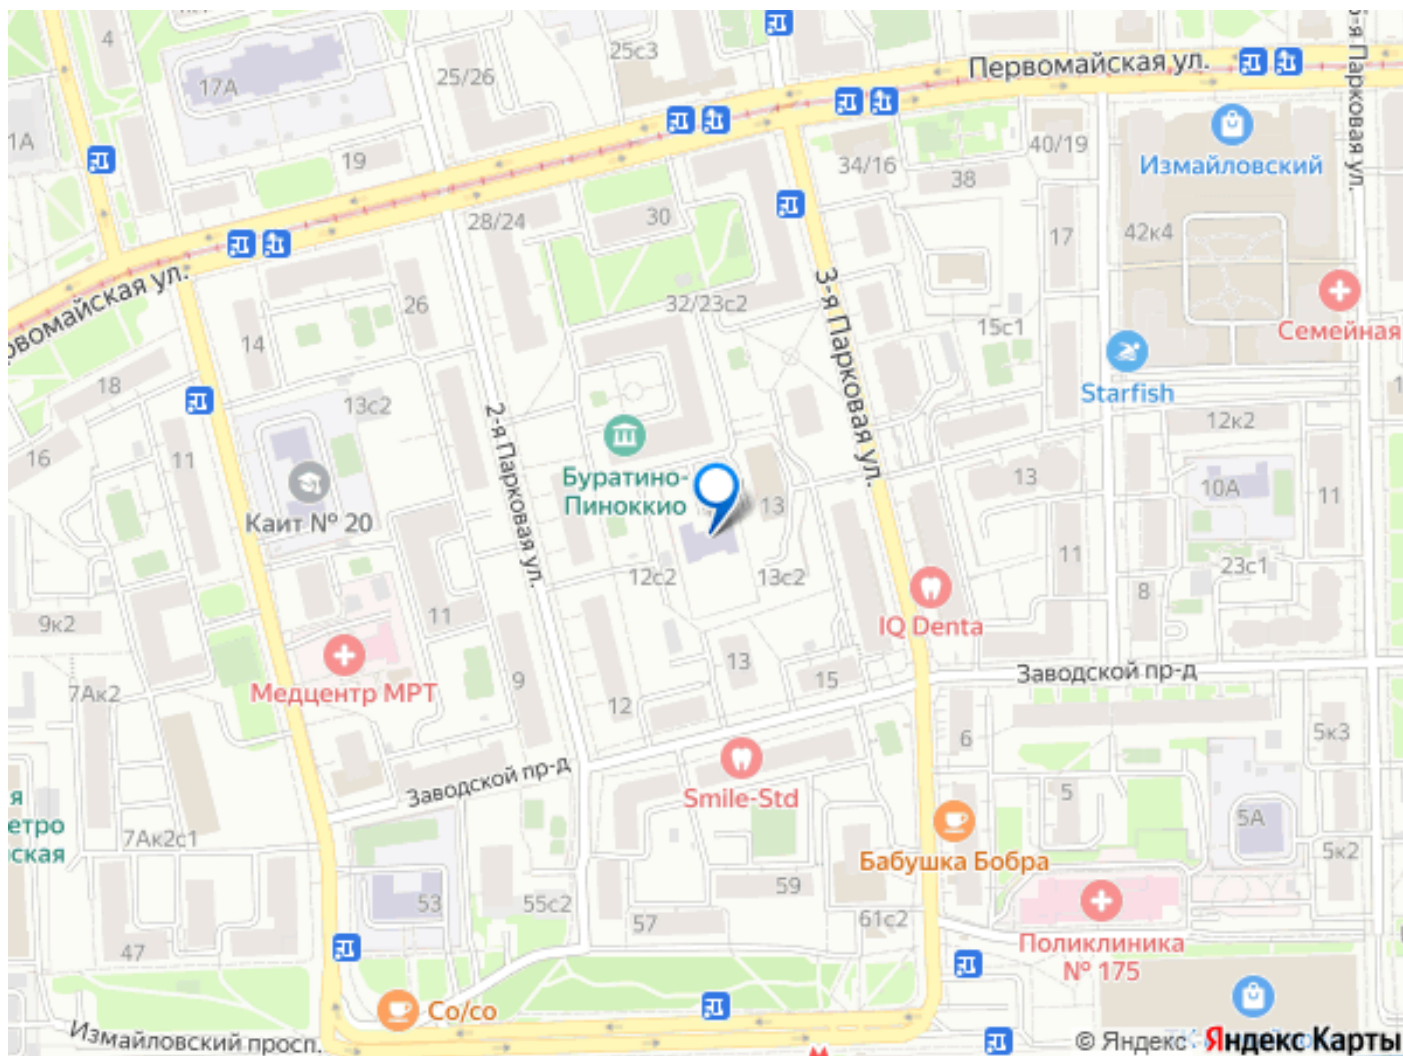 4
25с3
5-я Парковая ул.
17А
25/26
Первомайская ул.
1А
19
34/16
40/19
38
Измайловский
28/24
30
17
42к4
26
32/23с2
3-я Парковая ул.
Семейная
14
15с1
18
13с2
2-я Парковая ул.
Starfish
12к2
16
11
Буратино-
Пиноккио
13
13
10А
11
Каит № 20
12с2
13с2
11
23с1
8
9к2
11
IQ Denta
Медцентр МРТ
13
15
Заводской пр-д
7Ак2
9
12
6
5к3
Заводской пр-д
Smile-Std
5
5А
я
етро
ская
7Ак2с1
Бабушка Бобра
5к2
53
55с2
59
57
61с2
47
Поликлиника
№ 175
Co/co
Измайловский просп.
© Яндекс
Яндекс Карты